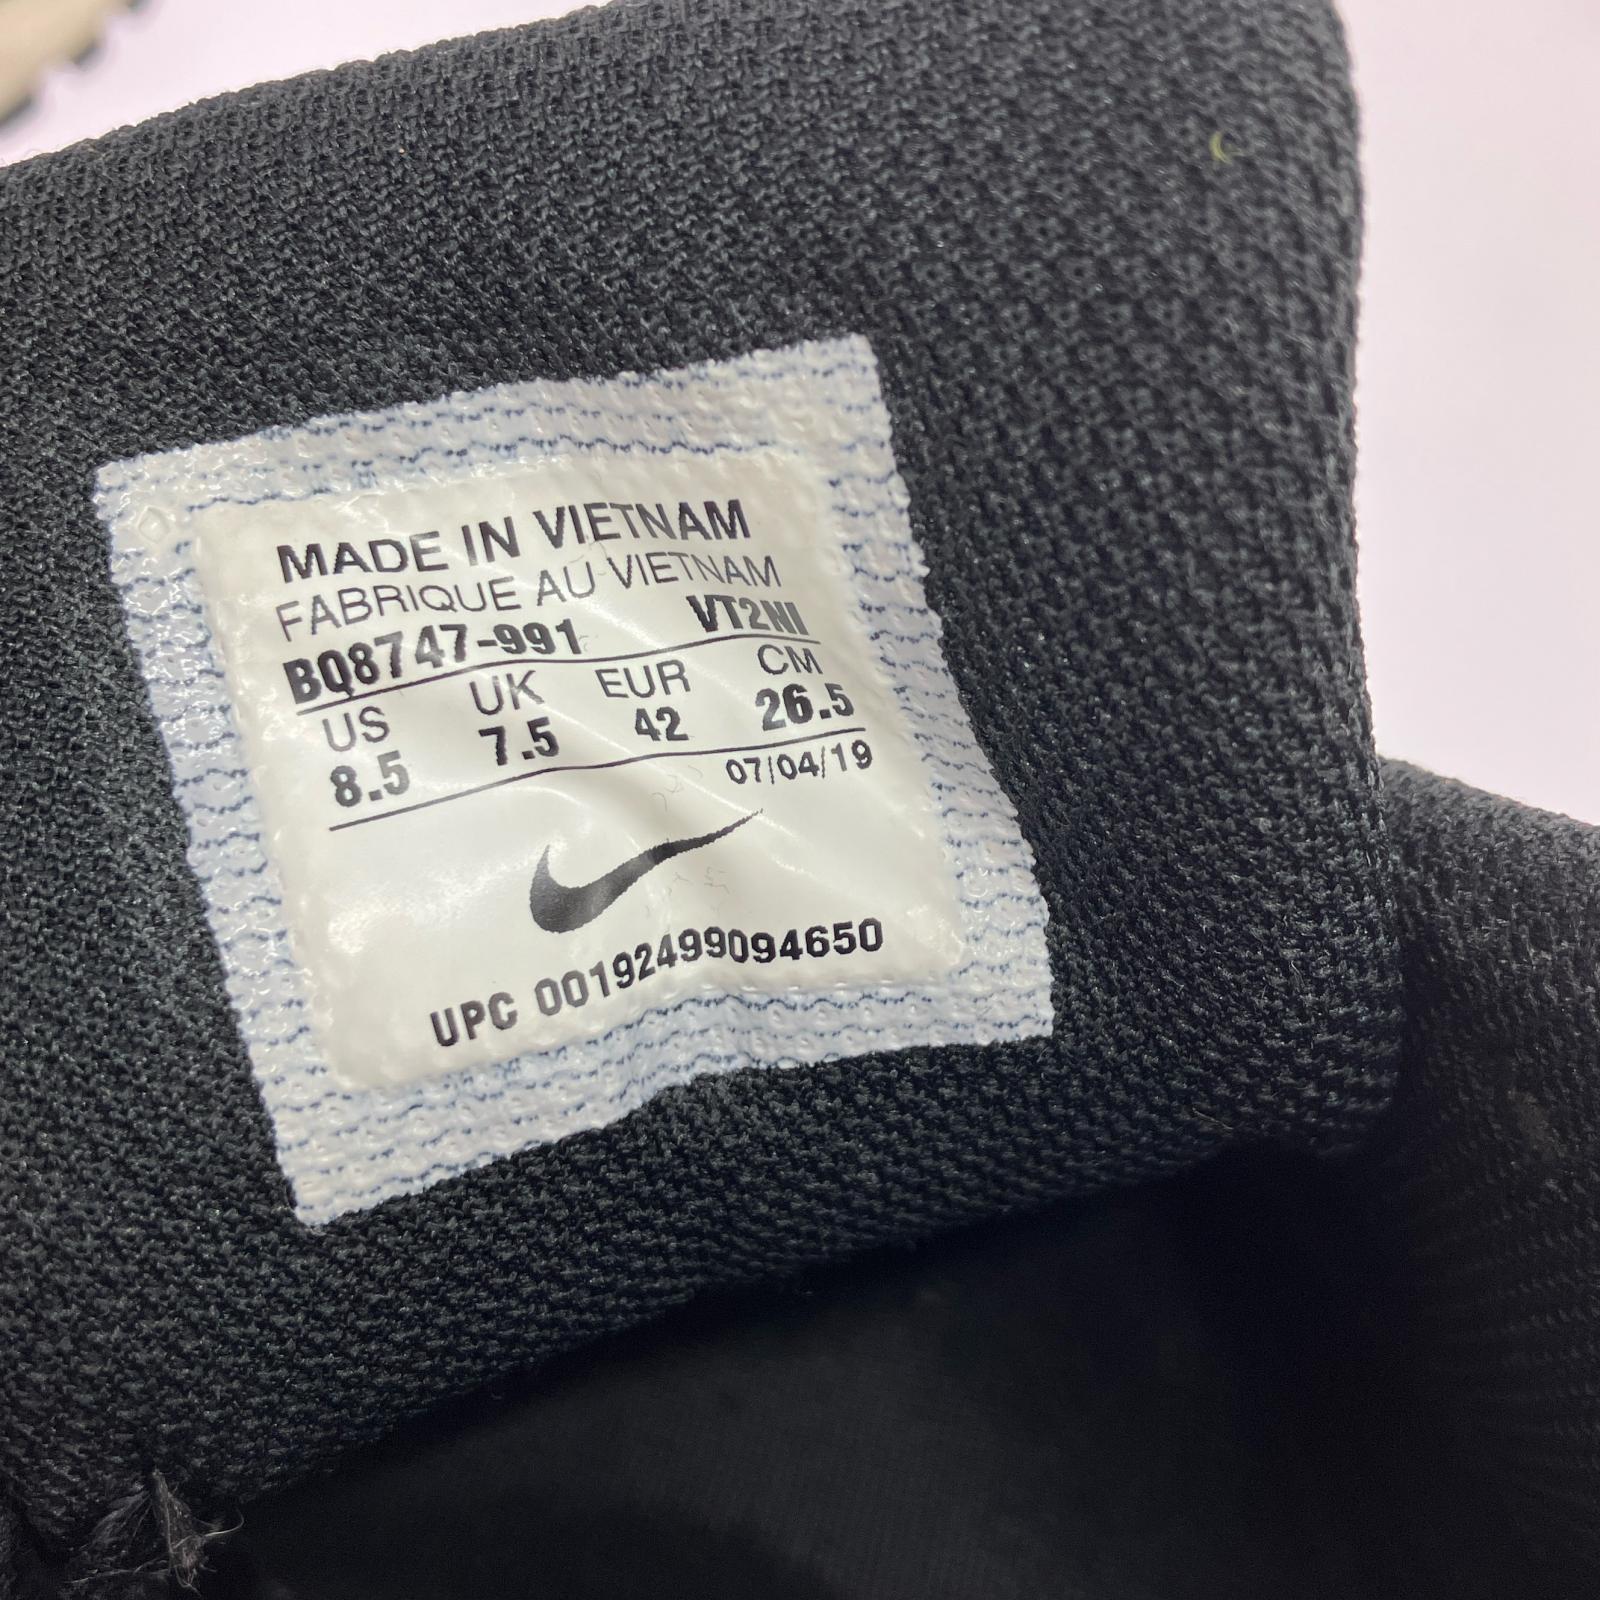 MADE IN VIETNAM
FABRIQUE AU VIETNAM
BQ8747-991 VT2NI
US UK EUR CM
8.5 7.5 42 26.5
07/04/19
UPC 00192499094650